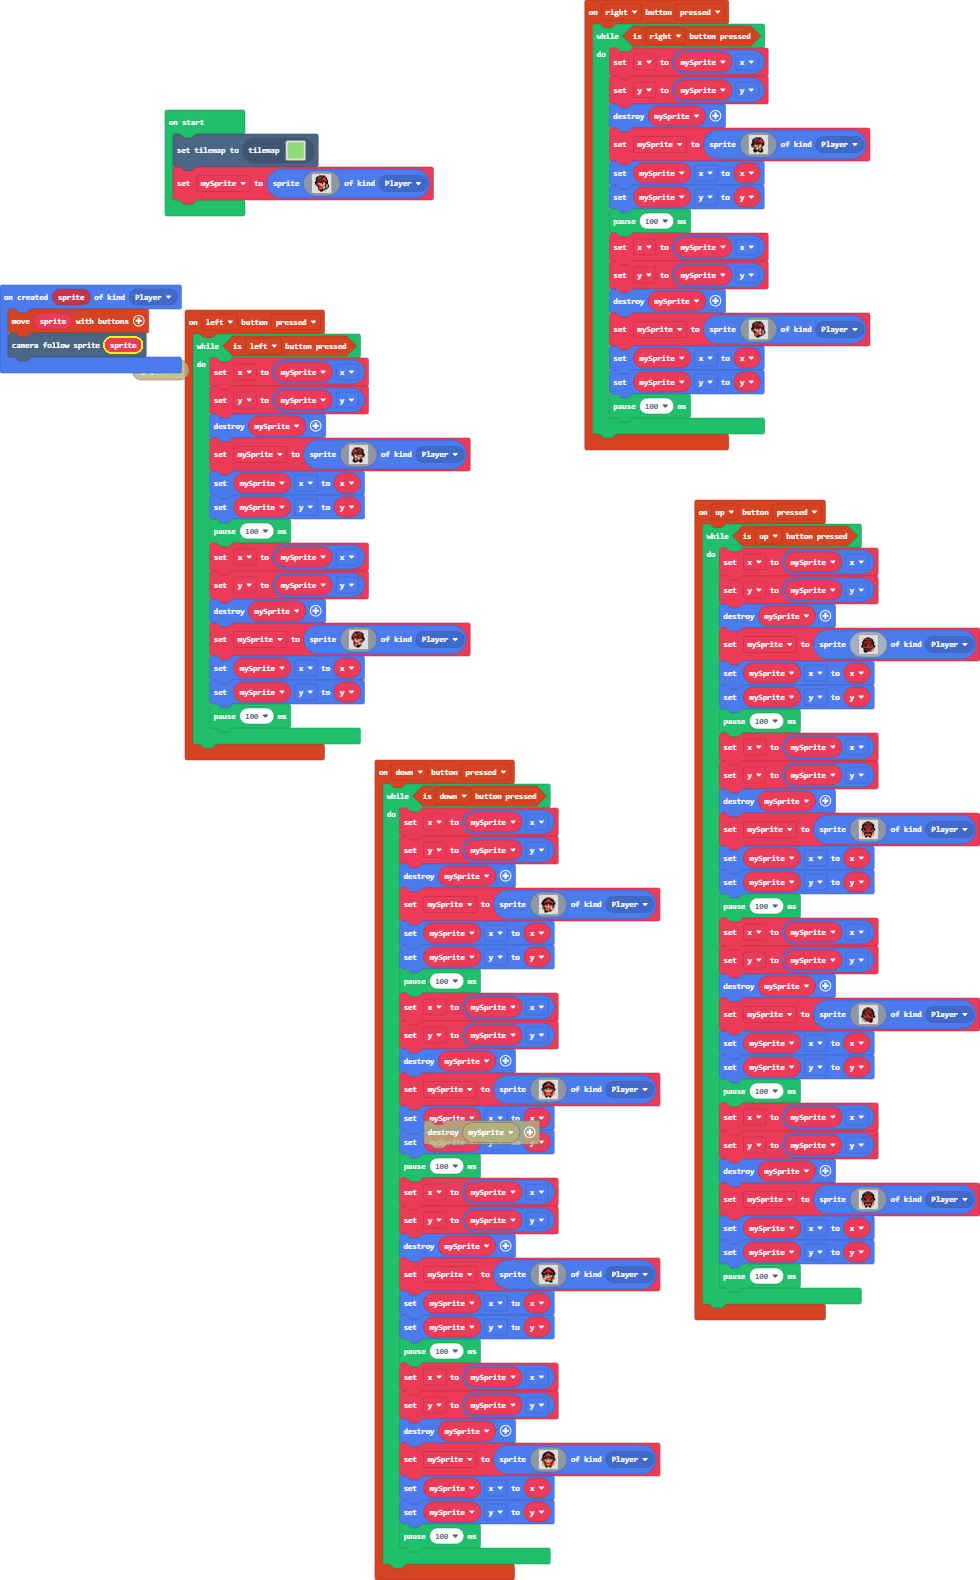 on start
set tilemap to tilemap
set mySprite to sprite of kind Player
on created sprite of kind Player
move sprite with buttons
camera follow sprite sprite
on left button pressed
while is left button pressed
do
set x to mySprite x
set y to mySprite y
destroy mySprite
set mySprite to sprite of kind Player
set mySprite x to x
set mySprite y to y
pause 100 ms
set x to mySprite x
set y to mySprite y
destroy mySprite
set mySprite to sprite of kind Player
set mySprite x to x
set mySprite y to y
pause 100 ms
on right button pressed
while is right button pressed
do
set x to mySprite x
set y to mySprite y
destroy mySprite
set mySprite to sprite of kind Player
set mySprite x to x
set mySprite y to y
pause 100 ms
set x to mySprite x
set y to mySprite y
destroy mySprite
set mySprite to sprite of kind Player
set mySprite x to x
set mySprite y to y
pause 100 ms
on down button pressed
while is down button pressed
do
set x to mySprite x
set y to mySprite y
destroy mySprite
set mySprite to sprite of kind Player
set mySprite x to x
set mySprite y to y
pause 100 ms
set x to mySprite x
set y to mySprite y
destroy mySprite
set mySprite to sprite of kind Player
set mySprite x to x
destroy mySprite
set
pause 100 ms
set x to mySprite x
set y to mySprite y
destroy mySprite
set mySprite to sprite of kind Player
set mySprite x to x
set mySprite y to y
pause 100 ms
set x to mySprite x
set y to mySprite y
destroy mySprite
set mySprite to sprite of kind Player
set mySprite x to x
set mySprite y to y
pause 100 ms
on up button pressed
while is up button pressed
do
set x to mySprite x
set y to mySprite y
destroy mySprite
set mySprite to sprite of kind Player
set mySprite x to x
set mySprite y to y
pause 100 ms
set x to mySprite x
set y to mySprite y
destroy mySprite
set mySprite to sprite of kind Player
set mySprite x to x
set mySprite y to y
pause 100 ms
set x to mySprite x
set y to mySprite y
destroy mySprite
set mySprite to sprite of kind Player
set mySprite x to x
set mySprite y to y
pause 100 ms
set x to mySprite x
set y to mySprite y
destroy mySprite
set mySprite to sprite of kind Player
set mySprite x to x
set mySprite y to y
pause 100 ms